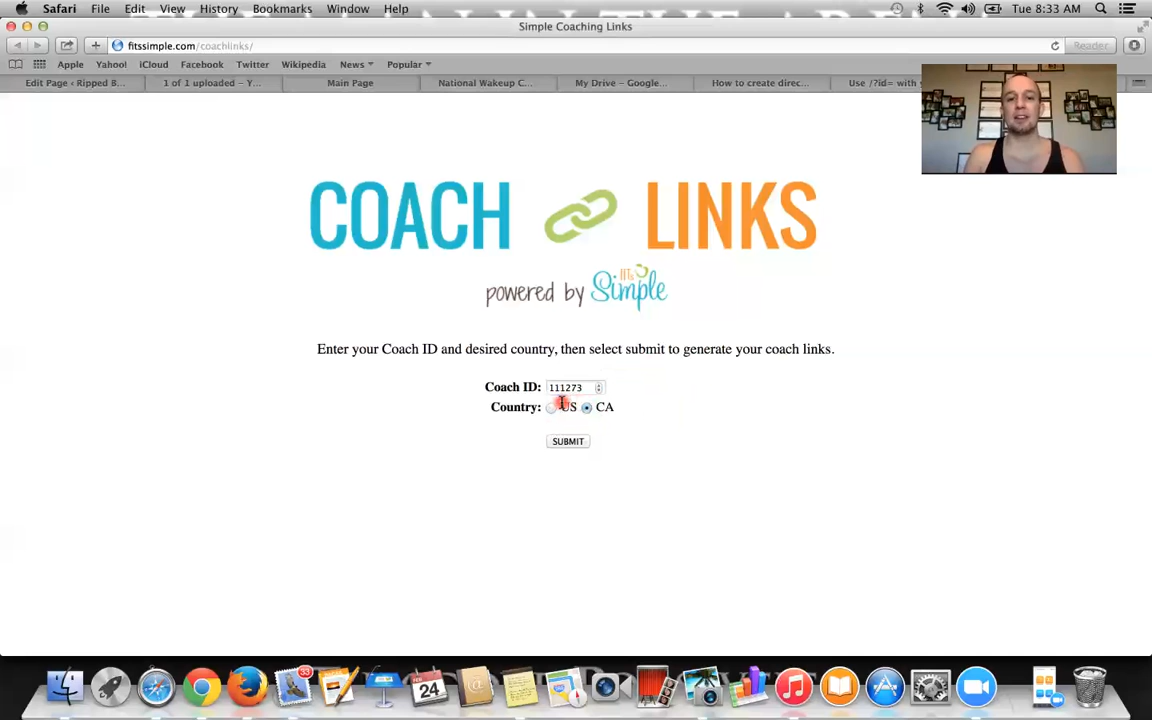 Safari File Edit View History Bookmarks Window Help Tue 8:33 AM
Simple Coaching Links
fitssimple.com/coachlinks/ Reader
Apple Yahoo! iCloud Facebook Twitter Wikipedia News Popular
Edit Page ‹ Ripped B... 1 of 1 uploaded – Y... Main Page National Wakeup C... My Drive – Google... How to create direc... Use /?id= with
COACH LINKS
powered by Simple
Enter your Coach ID and desired country, then select submit to generate your coach links.
Coach ID: 111273
Country: US CA
SUBMIT
33
FEB
24